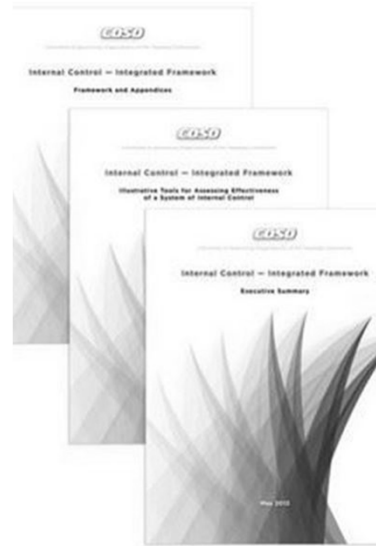 COSO
Internal Control — Integrated Framework
Framework and Appendices
COSO
Internal Control — Integrated Framework
Illustrative Tools for Assessing Effectiveness
of a System of Internal Control
COSO
Internal Control — Integrated Framework
Executive Summary
May 2013